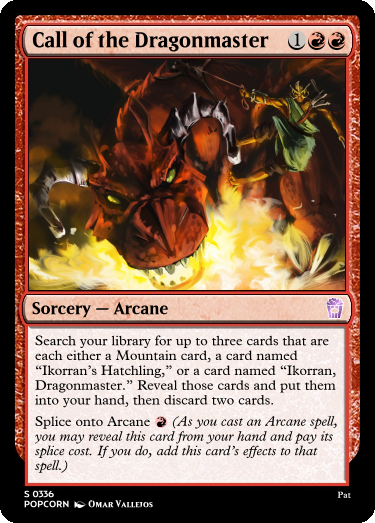 Call of the Dragonmaster 1
Sorcery — Arcane
Search your library for up to three cards that are
each either a Mountain card, a card named
“Ikorran’s Hatchling,” or a card named “Ikorran,
Dragonmaster.” Reveal those cards and put them
into your hand, then discard two cards.
Splice onto Arcane (As you cast an Arcane spell,
you may reveal this card from your hand and pay its
splice cost. If you do, add this card’s effects to that
spell.)
S 0336
POPCORN Omar Vallejos
Pat